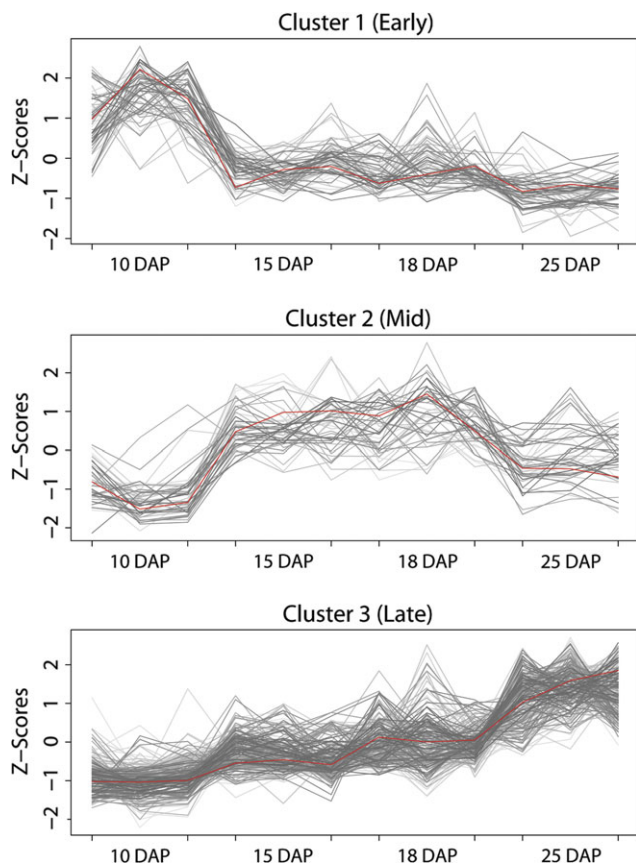 Cluster 1 (Early)
Z−Scores
2
1
0
−1
−2
10 DAP 15 DAP 18 DAP 25 DAP
Cluster 2 (Mid)
Z−Scores
2
1
0
−1
−2
10 DAP 15 DAP 18 DAP 25 DAP
Cluster 3 (Late)
Z−Scores
2
1
0
−1
−2
10 DAP 15 DAP 18 DAP 25 DAP